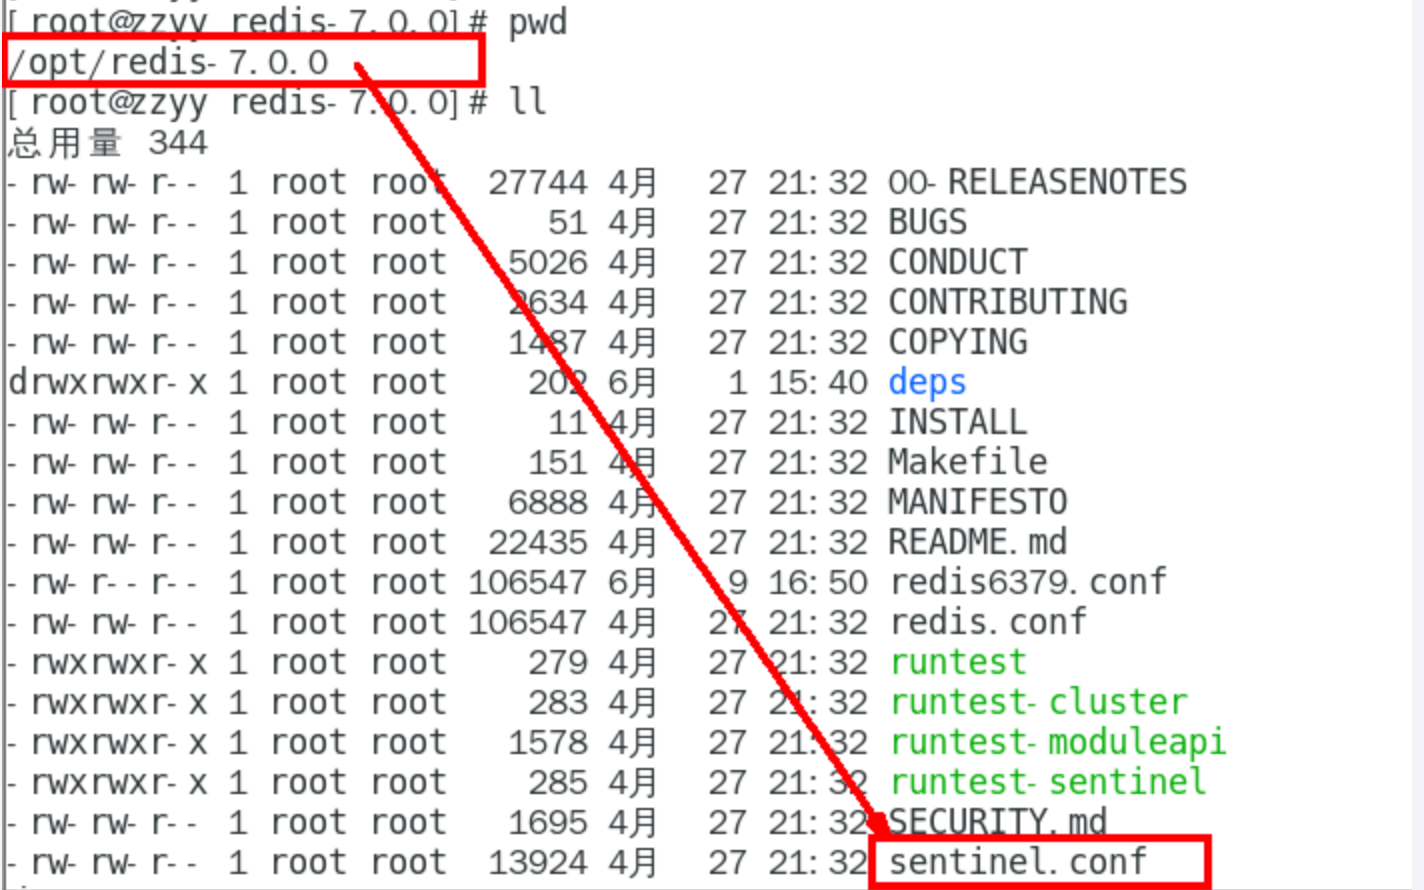 [root@zzyy redis-7.0.0]# pwd
/opt/redis-7.0.0
[root@zzyy redis-7.0.0]# ll
总用量 344
-rw-rw-r-- 1 root root 27744 4月 27 21:32 00-RELEASENOTES
-rw-rw-r-- 1 root root 51 4月 27 21:32 BUGS
-rw-rw-r-- 1 root root 5026 4月 27 21:32 CONDUCT
-rw-rw-r-- 1 root root 2634 4月 27 21:32 CONTRIBUTING
-rw-rw-r-- 1 root root 1487 4月 27 21:32 COPYING
drwxrwxr-x 1 root root 202 6月 1 15:40 deps
-rw-rw-r-- 1 root root 11 4月 27 21:32 INSTALL
-rw-rw-r-- 1 root root 151 4月 27 21:32 Makefile
-rw-rw-r-- 1 root root 6888 4月 27 21:32 MANIFESTO
-rw-rw-r-- 1 root root 22435 4月 27 21:32 README.md
-rw-r--r-- 1 root root 106547 6月 9 16:50 redis6379.conf
-rw-rw-r-- 1 root root 106547 4月 27 21:32 redis.conf
-rwxrwxr-x 1 root root 279 4月 27 21:32 runtest
-rwxrwxr-x 1 root root 283 4月 27 21:32 runtest-cluster
-rwxrwxr-x 1 root root 1578 4月 27 21:32 runtest-moduleapi
-rwxrwxr-x 1 root root 285 4月 27 21:32 runtest-sentinel
-rw-rw-r-- 1 root root 1695 4月 27 21:32 SECURITY.md
-rw-rw-r-- 1 root root 13924 4月 27 21:32 sentinel.conf